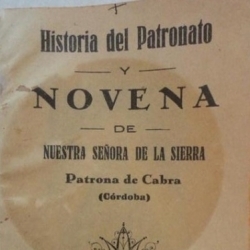 Historia del Patronato
Y
NOVENA
DE
NUESTRA SEÑORA DE LA SIERRA
Patrona de Cabra
(Córdoba)